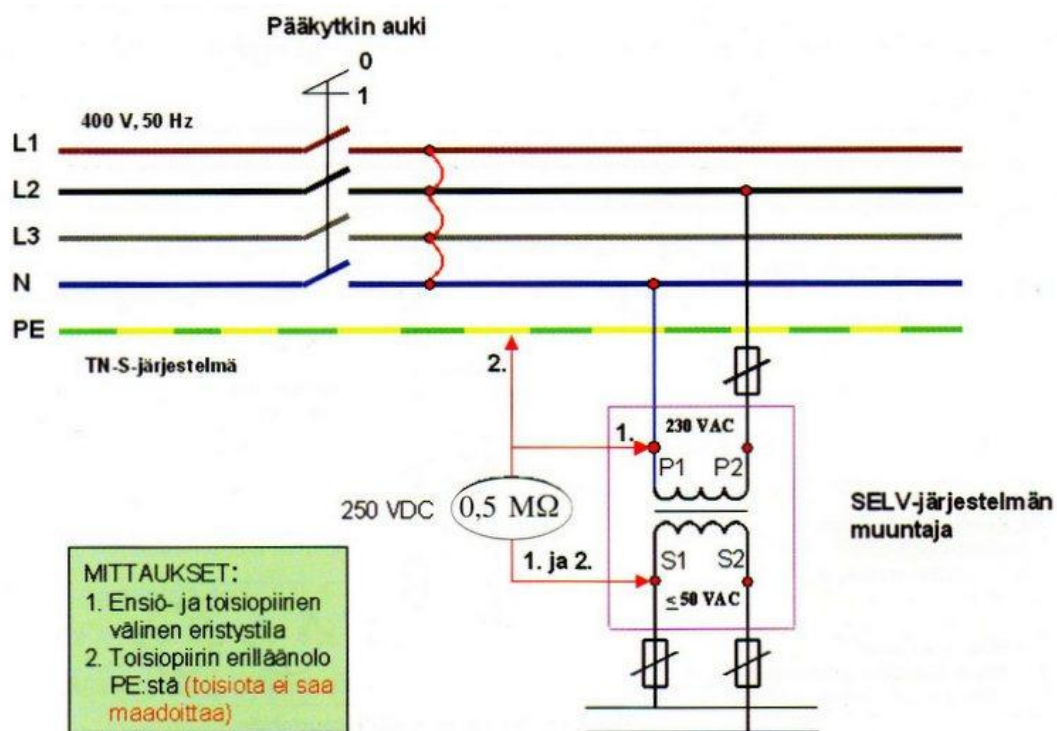 Pääkytkin auki
0
1
400 V, 50 Hz
L1
L2
L3
N
PE
TN-S-järjestelmä
2.
1.
230 VAC
P1 P2
250 VDC
0,5 MΩ
SELV-järjestelmän
muuntaja
1. ja 2.
S1 S2
≤ 50 VAC
MITTAUKSET:
1. Ensiö- ja toisiopiirien
välinen eristystila
2. Toisiopiirin erilläänolo
PE:stä (toisiota ei saa
maadoittaa)